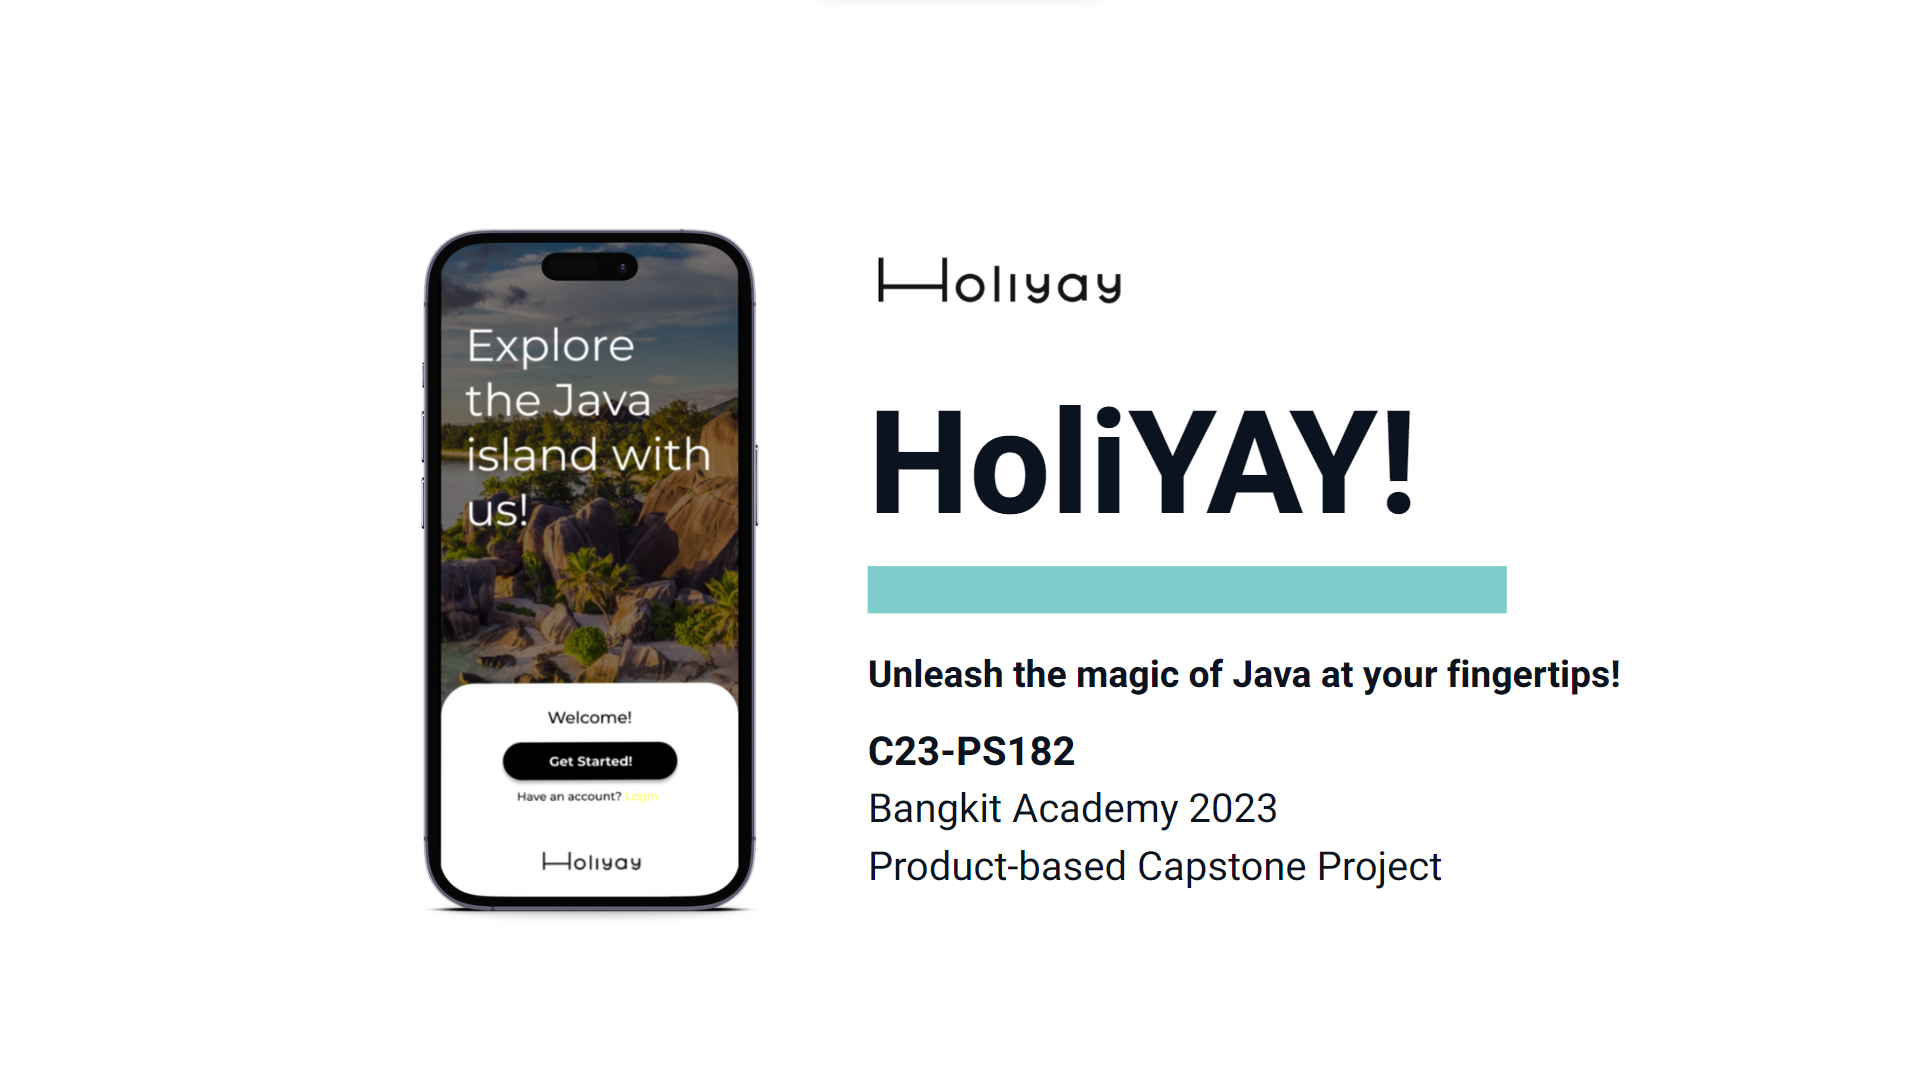 Explore
the Java
island with
us!
Welcome!
Get Started!
Have an account? Login
Holiyay
Holiyay
HoliYAY!
Unleash the magic of Java at your fingertips!
C23-PS182
Bangkit Academy 2023
Product-based Capstone Project